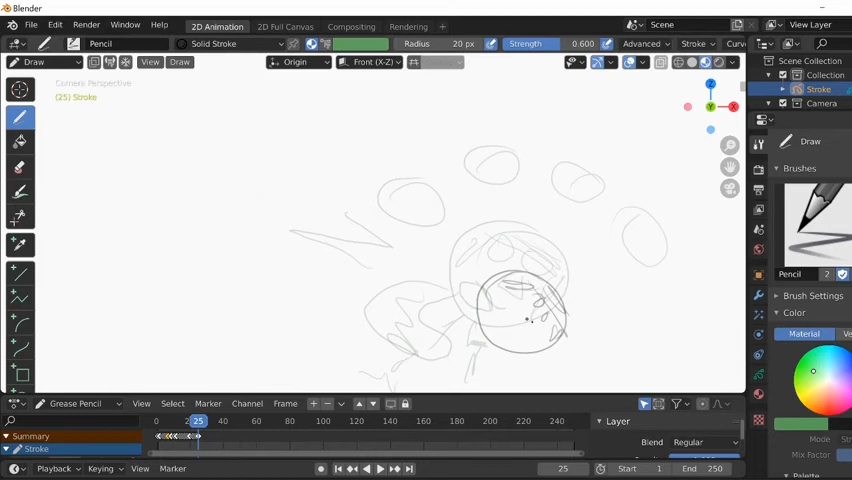 Blender
File Edit Render Window Help 2D Animation 2D Full Canvas Compositing Rendering Scene View Layer
Pencil Solid Stroke Radius 20 px Strength 0.600 Advanced Stroke Curv
Draw View Draw Origin Front (X-Z)
Scene Collection
Collection
Stroke
Camera
Camera Perspective
(25) Stroke
Z
Y
X
Draw
Brushes
Pencil 2
Brush Settings
Color
Material Ve
Mode S
Mix Factor
Palette
Grease Pencil View Select Marker Channel Frame
0 25 40 60 80 100 120 140 160 180 200 220 240
Summary
Stroke
Layer
Blend Regular
Playback Keying View Marker 25 Start 1 End 250